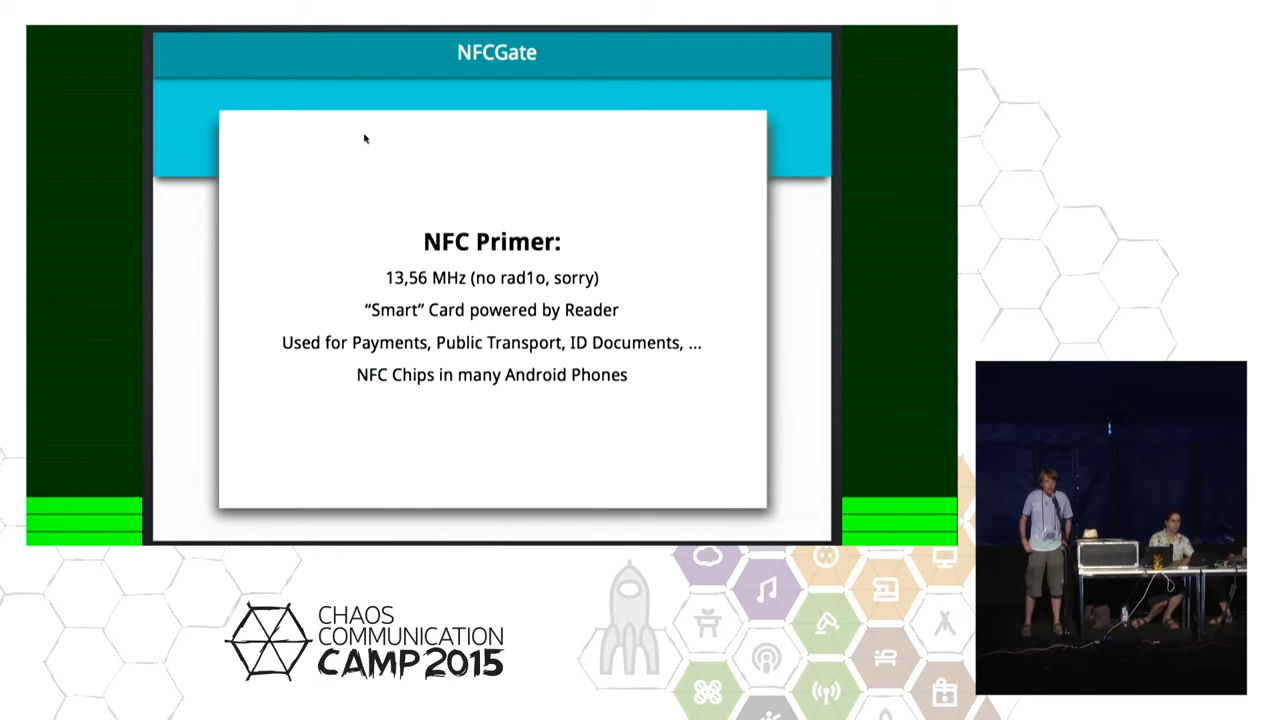 NFCGate
NFC Primer:
13,56 MHz (no rad1o, sorry)
“Smart” Card powered by Reader
Used for Payments, Public Transport, ID Documents, ...
NFC Chips in many Android Phones
CHAOS
COMMUNICATION
CAMP 2015